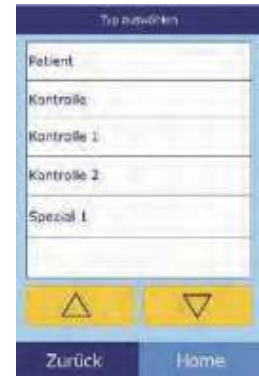 Typ auswählen
Patient
Kontrolle
Kontrolle 1
Kontrolle 2
Spezial 1
Zurück
Home